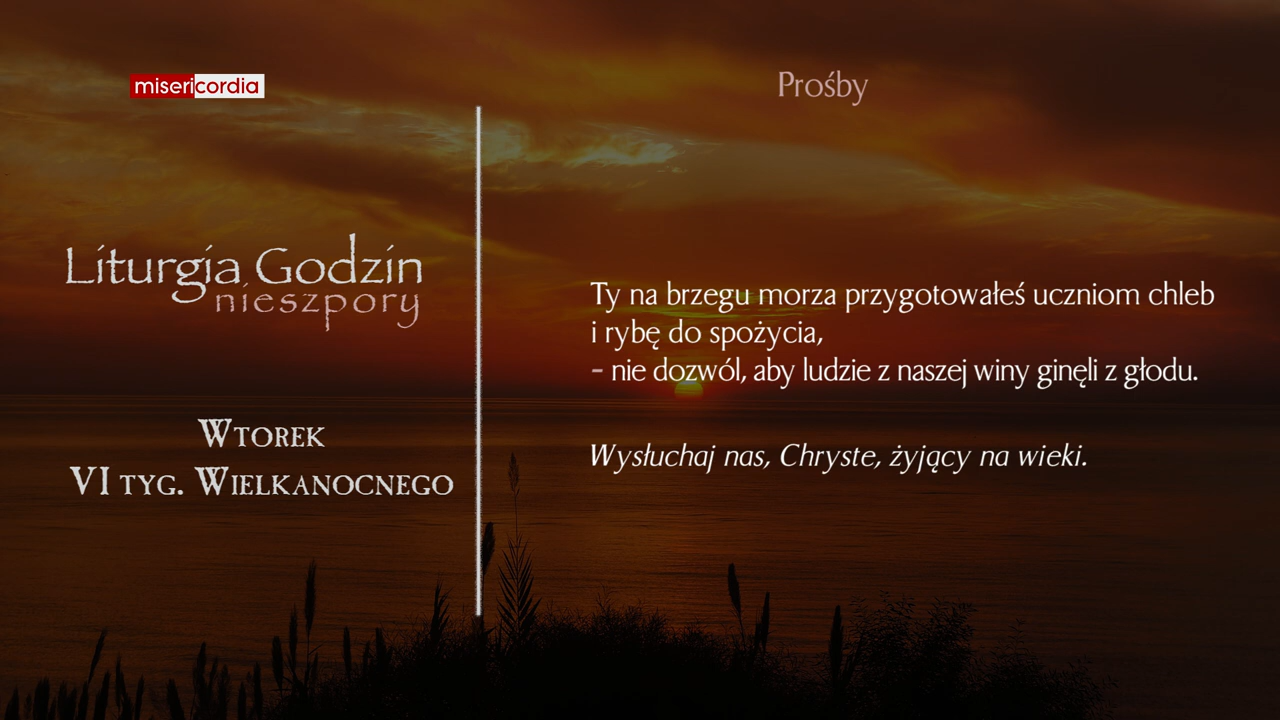 misericordia
Liturgia Godzin
nieszpory
Wtorek
VI tyg. Wielkanocnego
Prośby
Ty na brzegu morza przygotowałeś uczniom chleb
i rybę do spożycia,
- nie dozwól, aby ludzie z naszej winy ginęli z głodu.
Wysłuchaj nas, Chryste, żyjący na wieki.